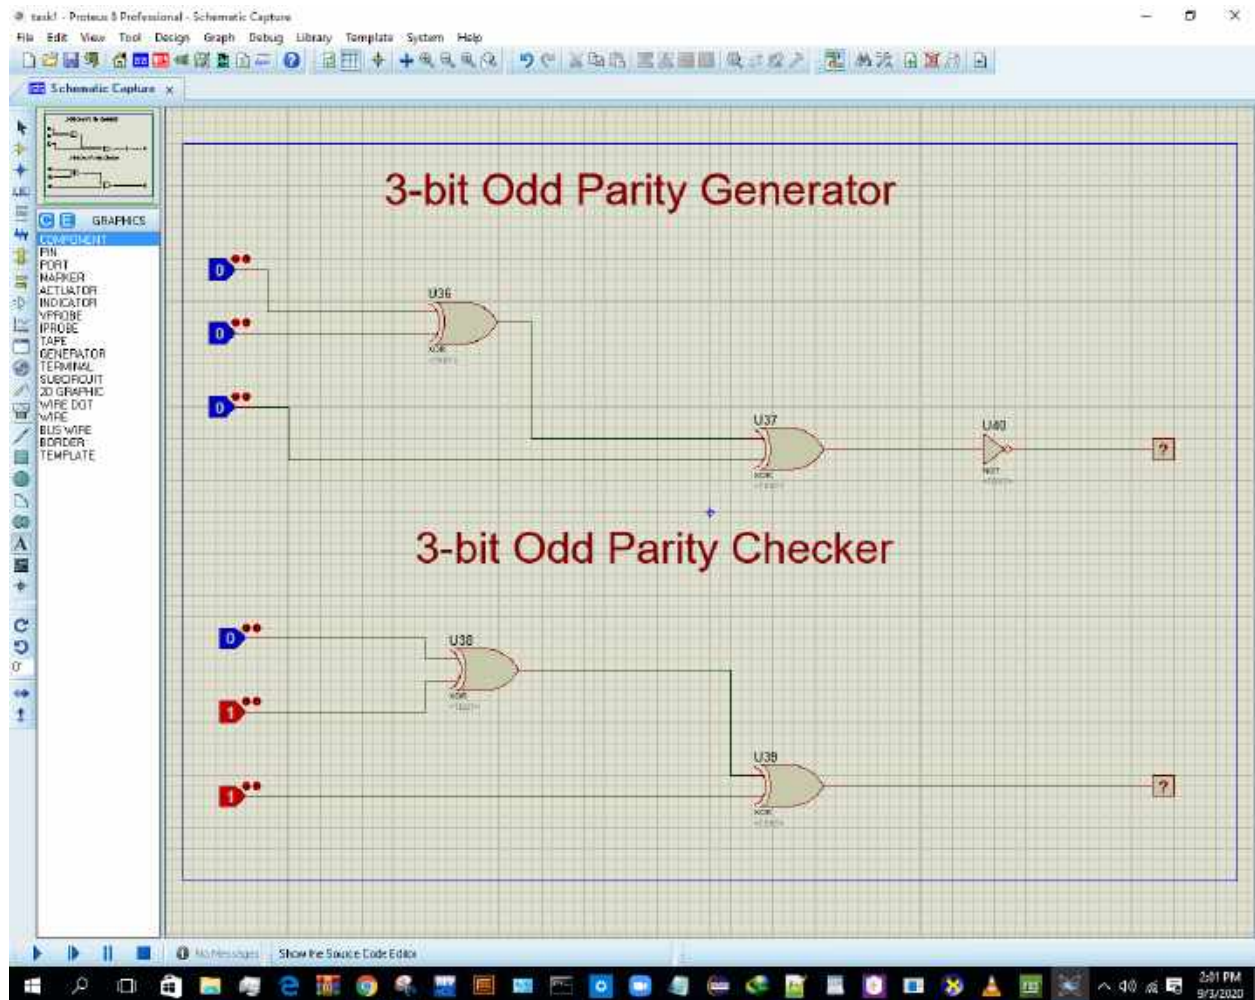 task1 - Proteus 8 Professional - Schematic Capture
File Edit View Tool Design Graph Debug Library Template System Help
Schematic Capture x
3-bit Odd Parity Generator
GRAPHICS
COMPONENT
PIN
PORT
MARKER
ACTUATOR
INDICATOR
VPROBE
IPROBE
TAPE
GENERATOR
TERMINAL
SUBCIRCUIT
2D GRAPHIC
WIRE DOT
WIRE
BUS WIRE
BORDER
TEMPLATE
0
U36
0
XOR
0
U37
U40
?
XOR
NOT
3-bit Odd Parity Checker
0
U38
XOR
1
U39
1
?
XOR
No Messages
Show the Source Code Editor
2:01 PM
9/3/2020